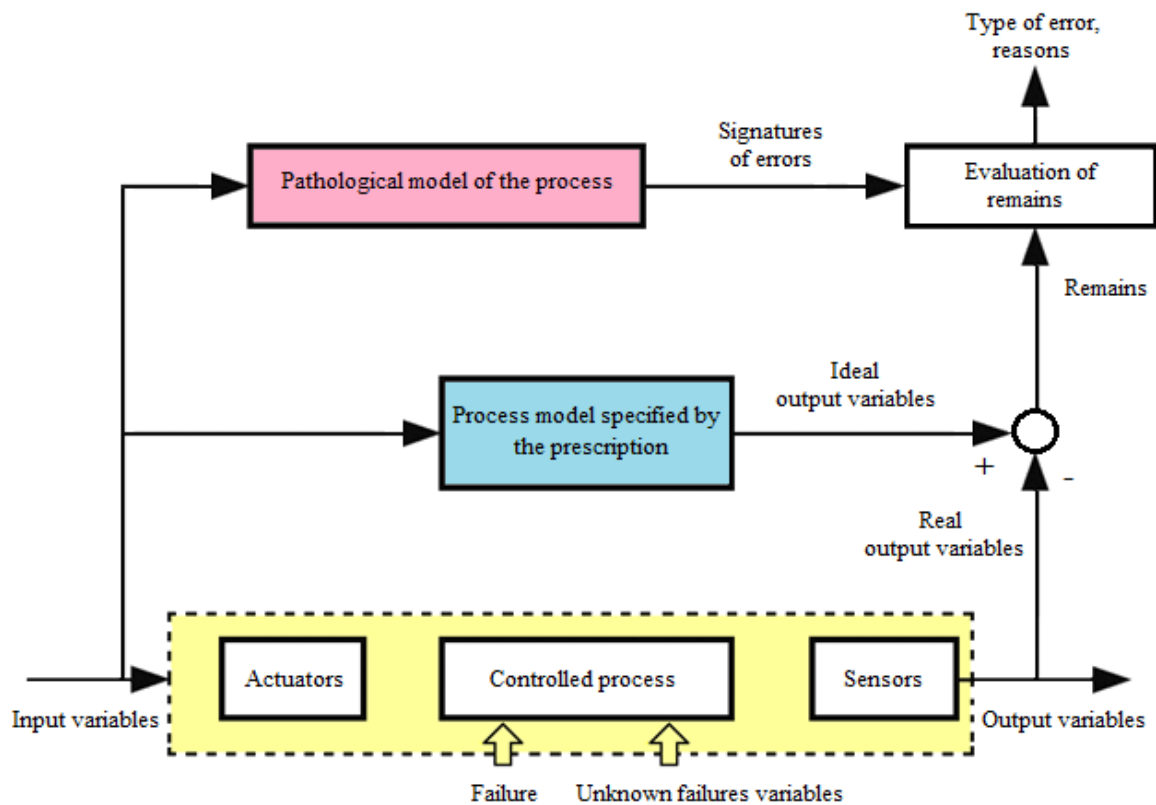 Type of error,
reasons
Signatures
of errors
Pathological model of the process
Evaluation of
remains
Remains
Ideal
output variables
Process model specified by
the prescription
+
-
Real
output variables
Actuators
Controlled process
Sensors
Input variables
Output variables
Failure
Unknown failures variables